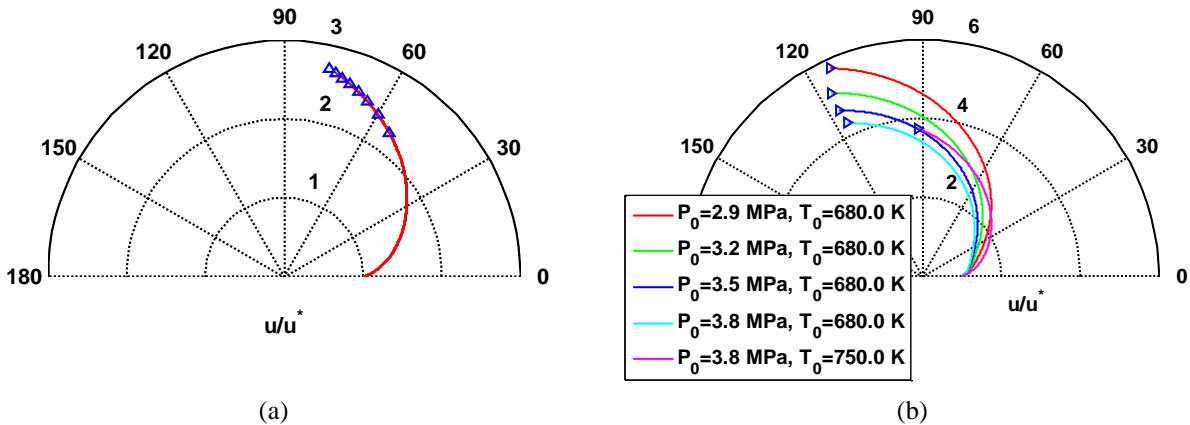 90
3
120
60
2
150
30
1
180
0
u/u*
(a)
90
6
120
60
4
150
30
2
0
u/u*
P0=2.9 MPa, T0=680.0 K
P0=3.2 MPa, T0=680.0 K
P0=3.5 MPa, T0=680.0 K
P0=3.8 MPa, T0=680.0 K
P0=3.8 MPa, T0=750.0 K
(b)